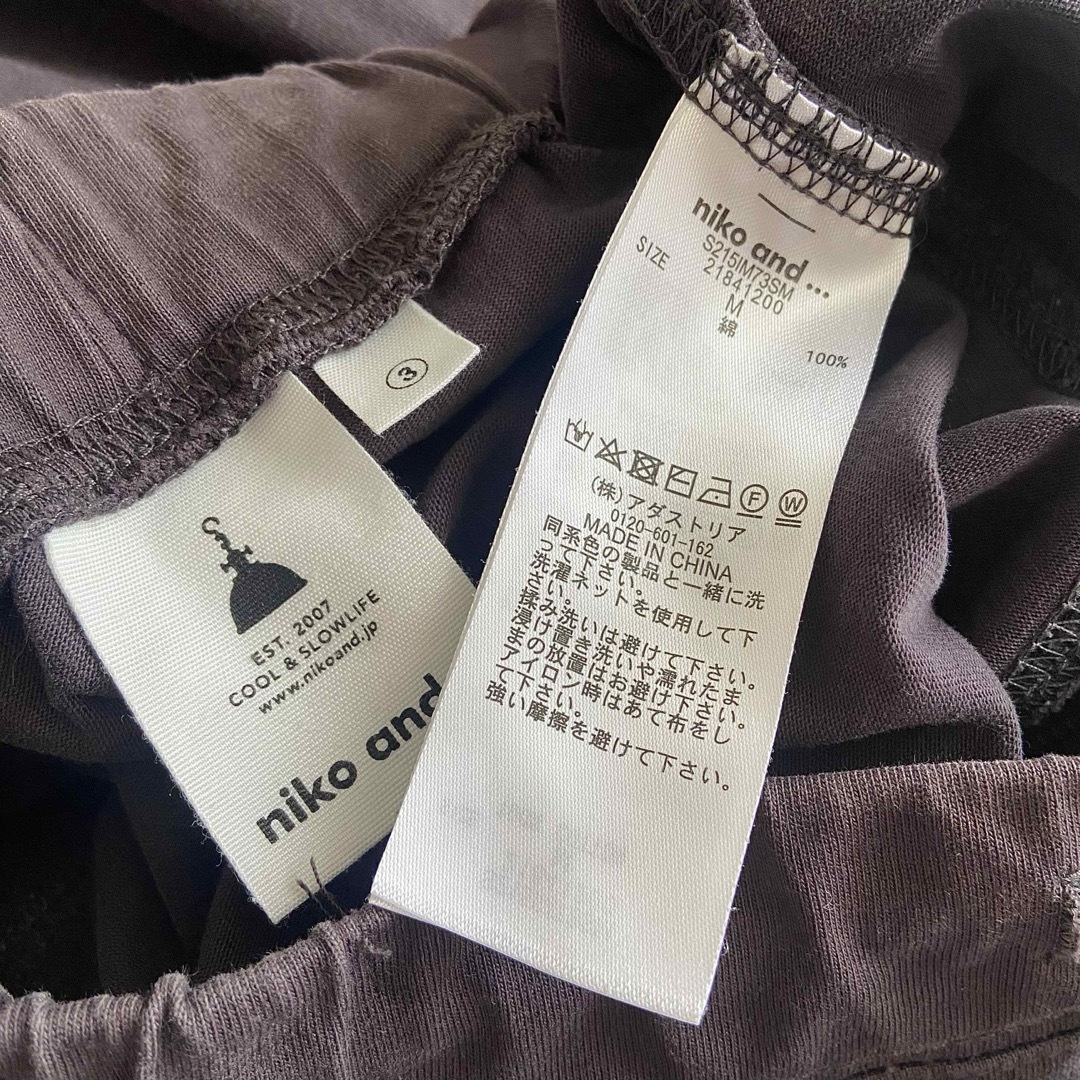 niko and ...
S215IM73SM
21841200
SIZE M
綿 100%
F W
(株)アダストリア
0120-601-162
MADE IN CHINA
同系色の製品と一緒に洗
って下さい。
洗濯ネットを使用して下
さい。
揉み洗いは避けて下さい。
浸け置き洗いや濡れたま
まの放置はお避け下さい。
アイロン時はあて布をし
て下さい。
強い摩擦を避けて下さい。
3
EST. 2007
COOL & SLOWLIFE
www.nikoand.jp
niko and